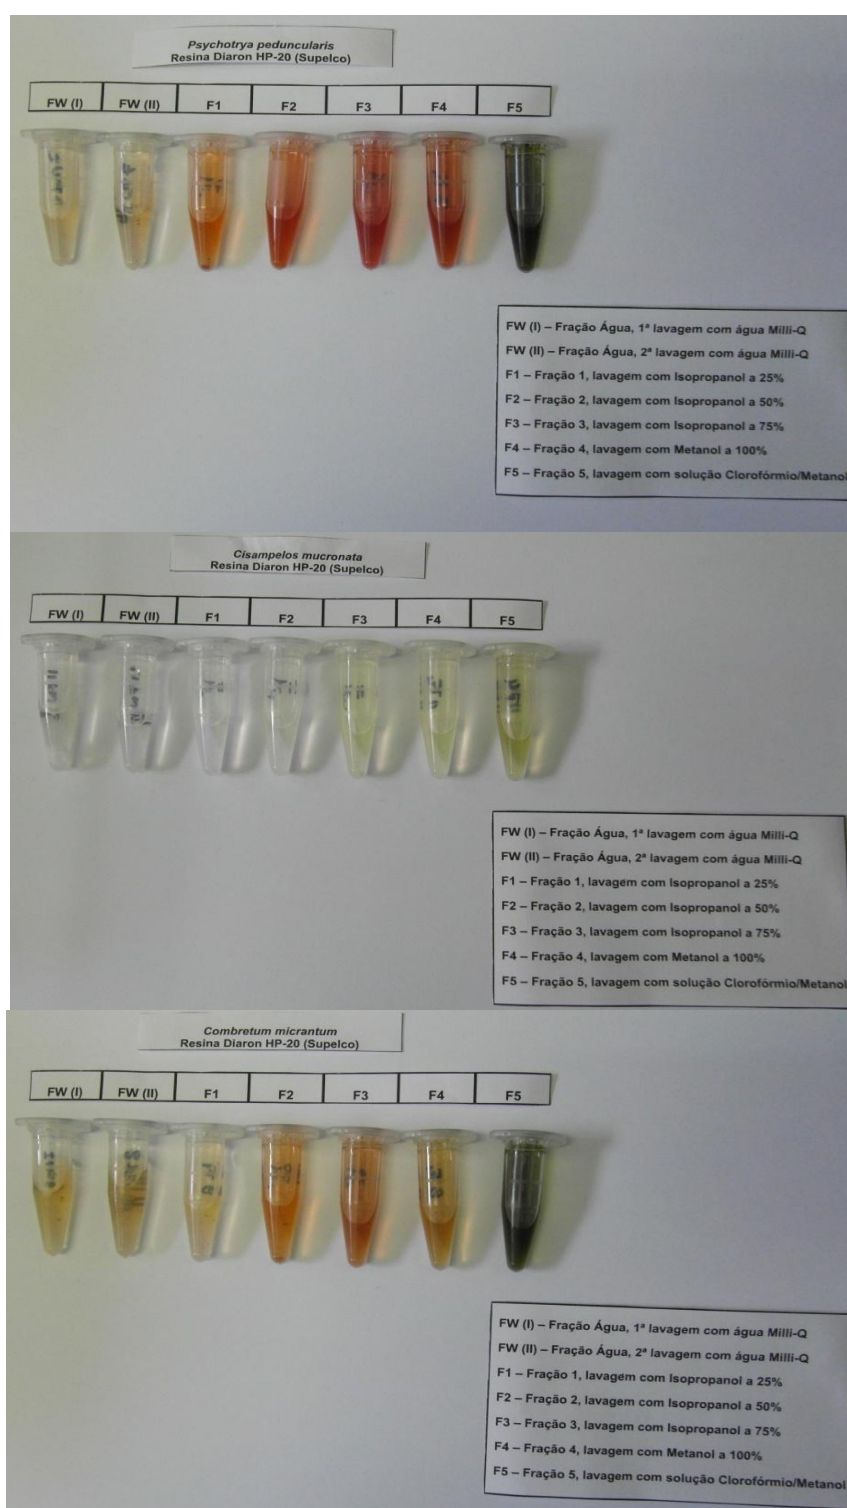 Psychotrya peduncularis
Resina Diaron HP-20 (Supelco)
FW (I) FW (II) F1 F2 F3 F4 F5
FW (I) – Fração Água, 1ª lavagem com água Milli-Q
FW (II) – Fração Água, 2ª lavagem com água Milli-Q
F1 – Fração 1, lavagem com Isopropanol a 25%
F2 – Fração 2, lavagem com Isopropanol a 50%
F3 – Fração 3, lavagem com Isopropanol a 75%
F4 – Fração 4, lavagem com Metanol a 100%
F5 – Fração 5, lavagem com solução Clorofórmio/Metanol
Cisampelos mucronata
Resina Diaron HP-20 (Supelco)
FW (I) FW (II) F1 F2 F3 F4 F5
FW (I) – Fração Água, 1ª lavagem com água Milli-Q
FW (II) – Fração Água, 2ª lavagem com água Milli-Q
F1 – Fração 1, lavagem com Isopropanol a 25%
F2 – Fração 2, lavagem com Isopropanol a 50%
F3 – Fração 3, lavagem com Isopropanol a 75%
F4 – Fração 4, lavagem com Metanol a 100%
F5 – Fração 5, lavagem com solução Clorofórmio/Metanol
Combretum micrantum
Resina Diaron HP-20 (Supelco)
FW (I) FW (II) F1 F2 F3 F4 F5
FW (I) – Fração Água, 1ª lavagem com água Milli-Q
FW (II) – Fração Água, 2ª lavagem com água Milli-Q
F1 – Fração 1, lavagem com Isopropanol a 25%
F2 – Fração 2, lavagem com Isopropanol a 50%
F3 – Fração 3, lavagem com Isopropanol a 75%
F4 – Fração 4, lavagem com Metanol a 100%
F5 – Fração 5, lavagem com solução Clorofórmio/Metanol